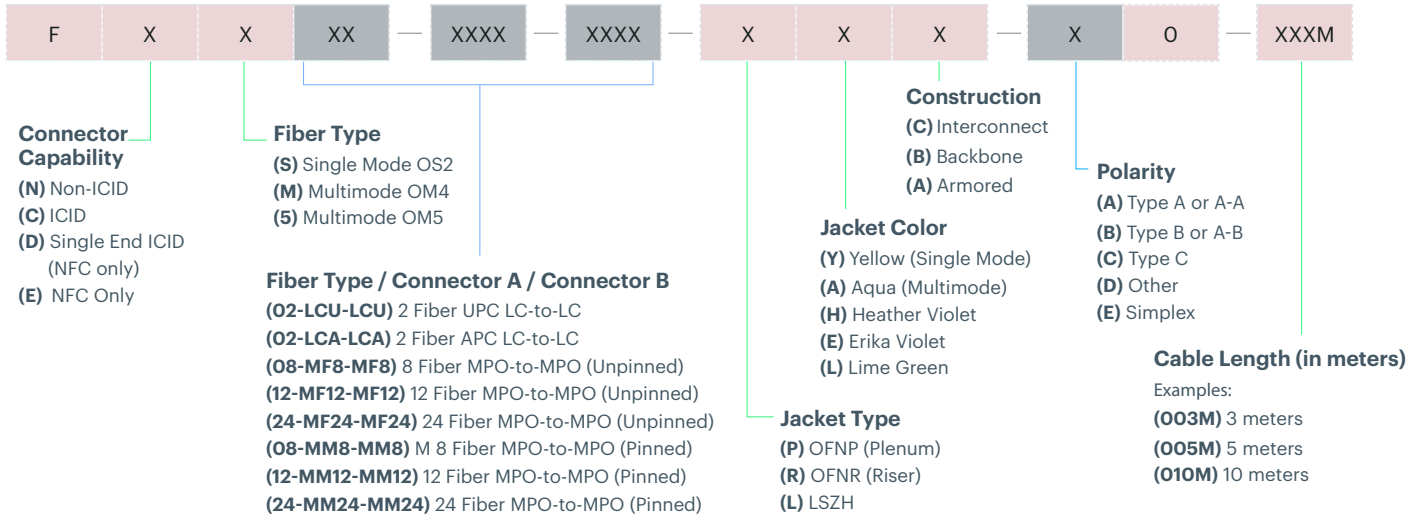 F X X XX — XXXX — XXXX — X X X — X O — XXXM
Connector
Capability
(N) Non-ICID
(C) ICID
(D) Single End ICID
(NFC only)
(E) NFC Only
Fiber Type
(S) Single Mode OS2
(M) Multimode OM4
(5) Multimode OM5
Fiber Type / Connector A / Connector B
(02-LCU-LCU) 2 Fiber UPC LC-to-LC
(02-LCA-LCA) 2 Fiber APC LC-to-LC
(08-MF8-MF8) 8 Fiber MPO-to-MPO (Unpinned)
(12-MF12-MF12) 12 Fiber MPO-to-MPO (Unpinned)
(24-MF24-MF24) 24 Fiber MPO-to-MPO (Unpinned)
(08-MM8-MM8) M 8 Fiber MPO-to-MPO (Pinned)
(12-MM12-MM12) 12 Fiber MPO-to-MPO (Pinned)
(24-MM24-MM24) 24 Fiber MPO-to-MPO (Pinned)
Jacket Type
(P) OFNP (Plenum)
(R) OFNR (Riser)
(L) LSZH
Jacket Color
(Y) Yellow (Single Mode)
(A) Aqua (Multimode)
(H) Heather Violet
(E) Erika Violet
(L) Lime Green
Construction
(C) Interconnect
(B) Backbone
(A) Armored
Polarity
(A) Type A or A-A
(B) Type B or A-B
(C) Type C
(D) Other
(E) Simplex
Cable Length (in meters)
Examples:
(003M) 3 meters
(005M) 5 meters
(010M) 10 meters